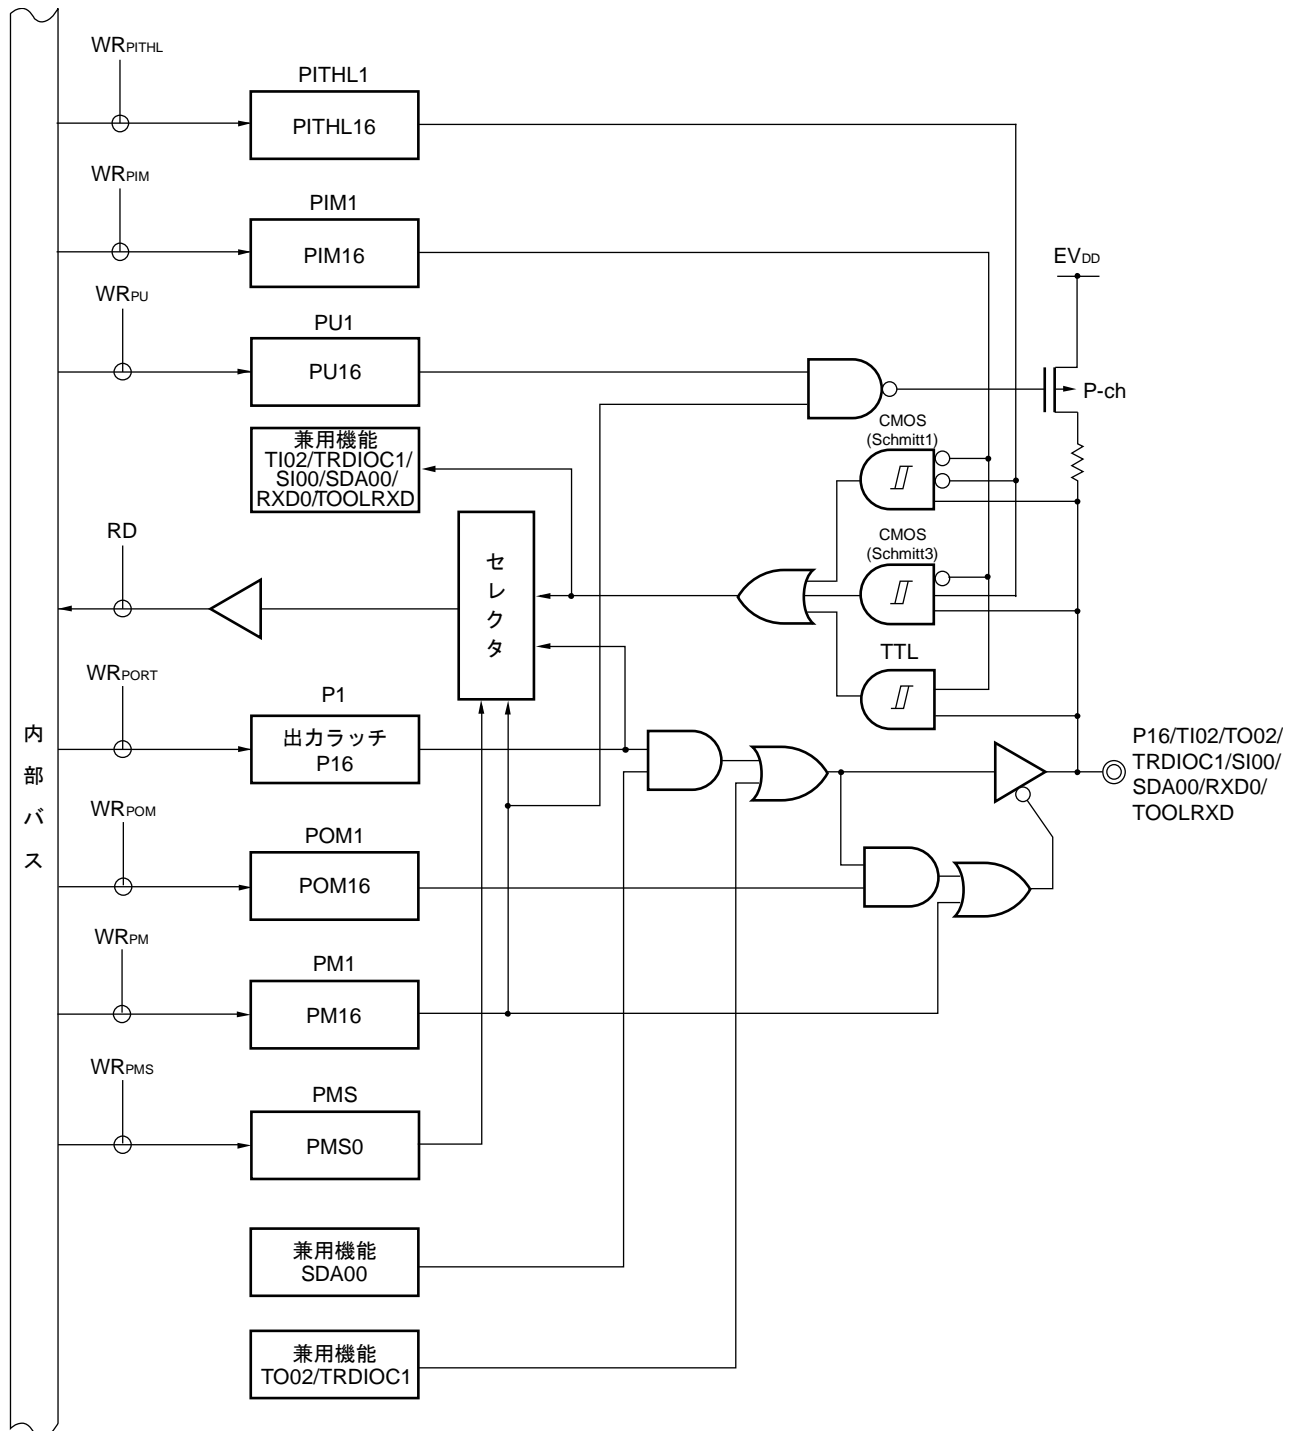 WRPITHL
PITHL1
PITHL16
WRPIM
PIM1
PIM16
EVDD
WRPU
PU1
PU16
P-ch
兼用機能
TI02/TRDIOC1/
SI00/SDA00/
RXD0/TOOLRXD
CMOS
(Schmitt1)
RD
セレクタ
CMOS
(Schmitt3)
TTL
WRPORT
P1
出力ラッチ
P16
内部バス
P16/TI02/TO02/
TRDIOC1/SI00/
SDA00/RXD0/
TOOLRXD
WRPOM
POM1
POM16
WRPM
PM1
PM16
WRPMS
PMS
PMS0
兼用機能
SDA00
兼用機能
TO02/TRDIOC1